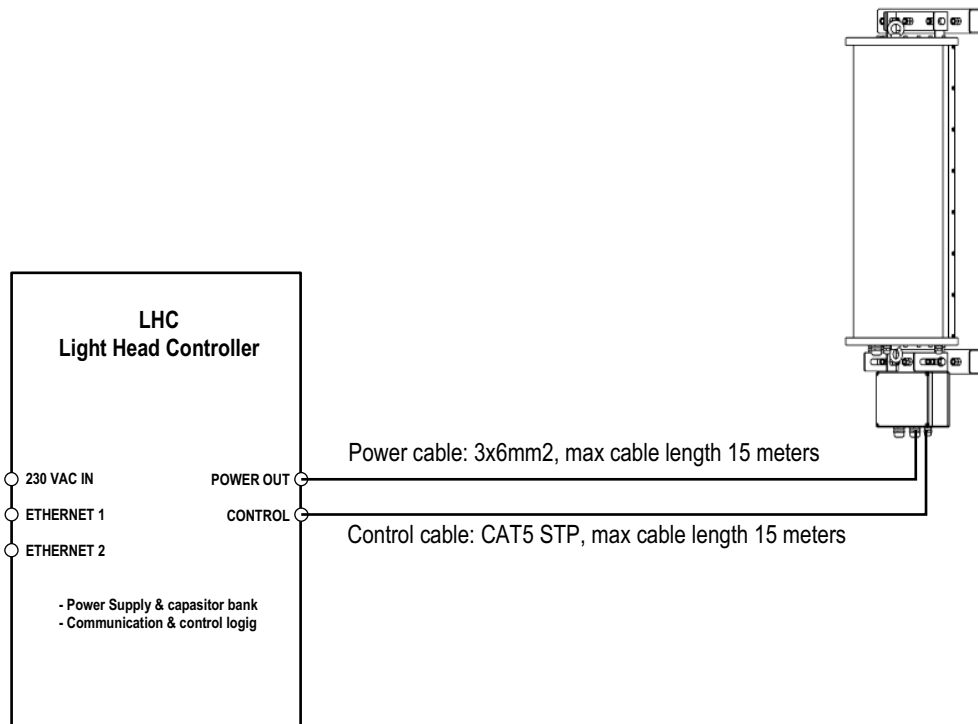 LHC
Light Head Controller
Power cable: 3x6mm2, max cable length 15 meters
230 VAC IN
POWER OUT
ETHERNET 1
CONTROL
Control cable: CAT5 STP, max cable length 15 meters
ETHERNET 2
- Power Supply & capasitor bank
- Communication & control logig